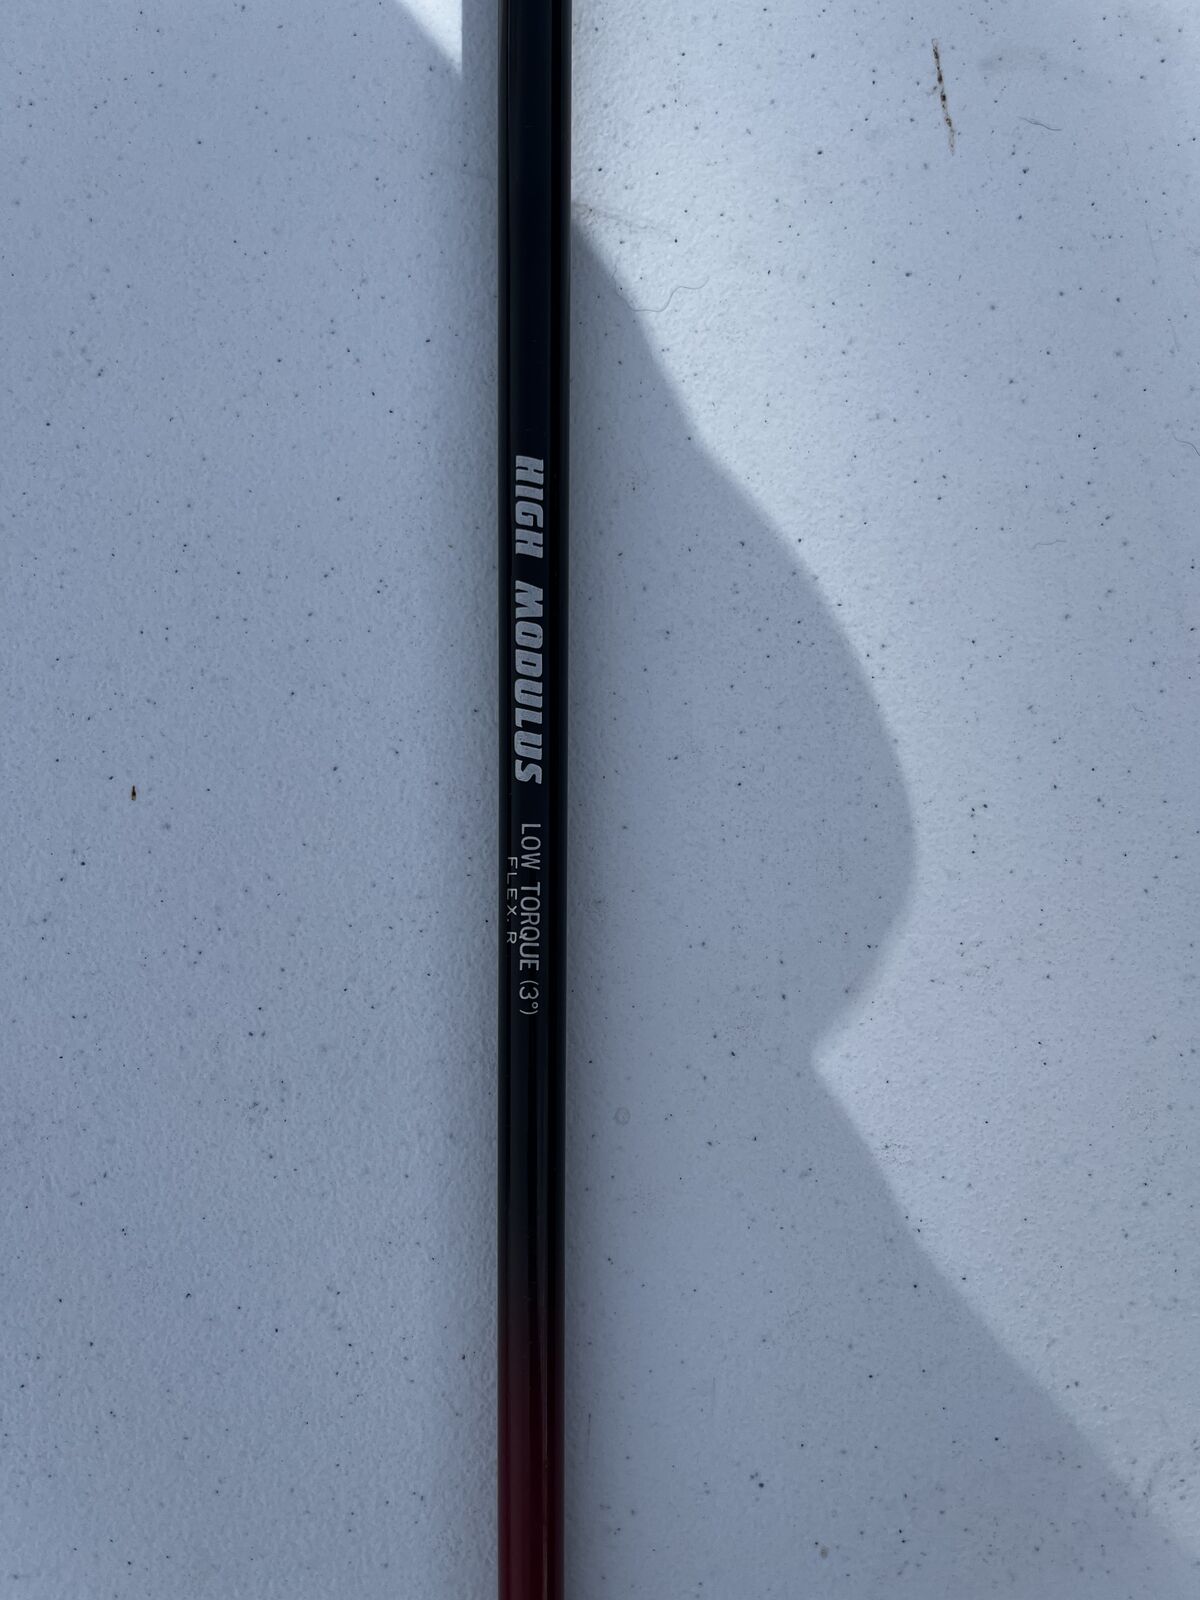 HIGH MODULUS LOW TORQUE (3°)
FLEX. R